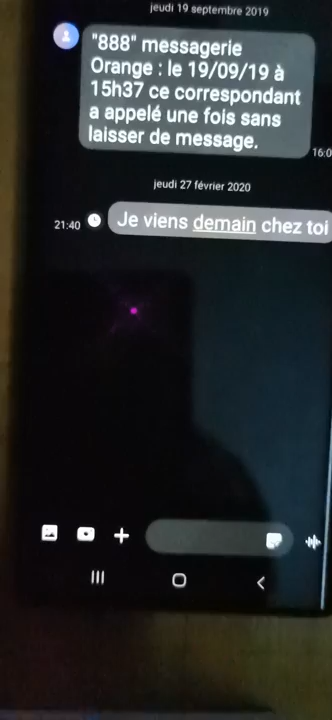 jeudi 19 septembre 2019
"888" messagerie
Orange : le 19/09/19 à
15h37 ce correspondant
a appelé une fois sans
laisser de message.
16:0
jeudi 27 février 2020
21:40
Je viens demain chez toi